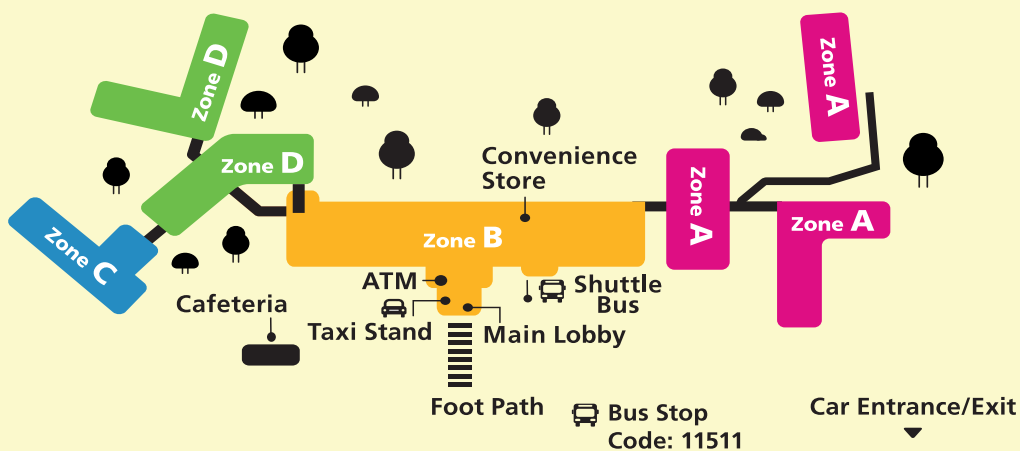 Zone D
Zone A
Convenience
Store
Zone D
Zone A
Zone A
Zone B
Zone C
ATM
Shuttle
Bus
Cafeteria
Taxi Stand
Main Lobby
Foot Path
Bus Stop
Code: 11511
Car Entrance/Exit